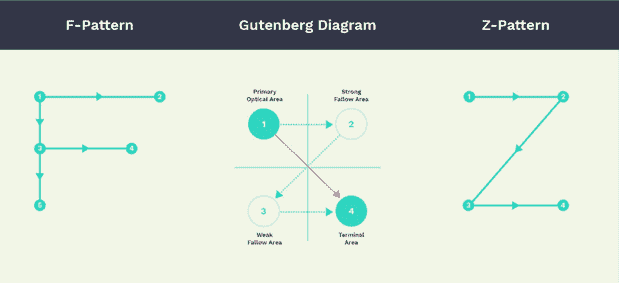 F-Pattern
Gutenberg Diagram
Z-Pattern
1
2
3
4
5
Primary
Optical Area
Strong
Fallow Area
1
2
3
4
Weak
Fallow Area
Terminal
Area
1
2
3
4